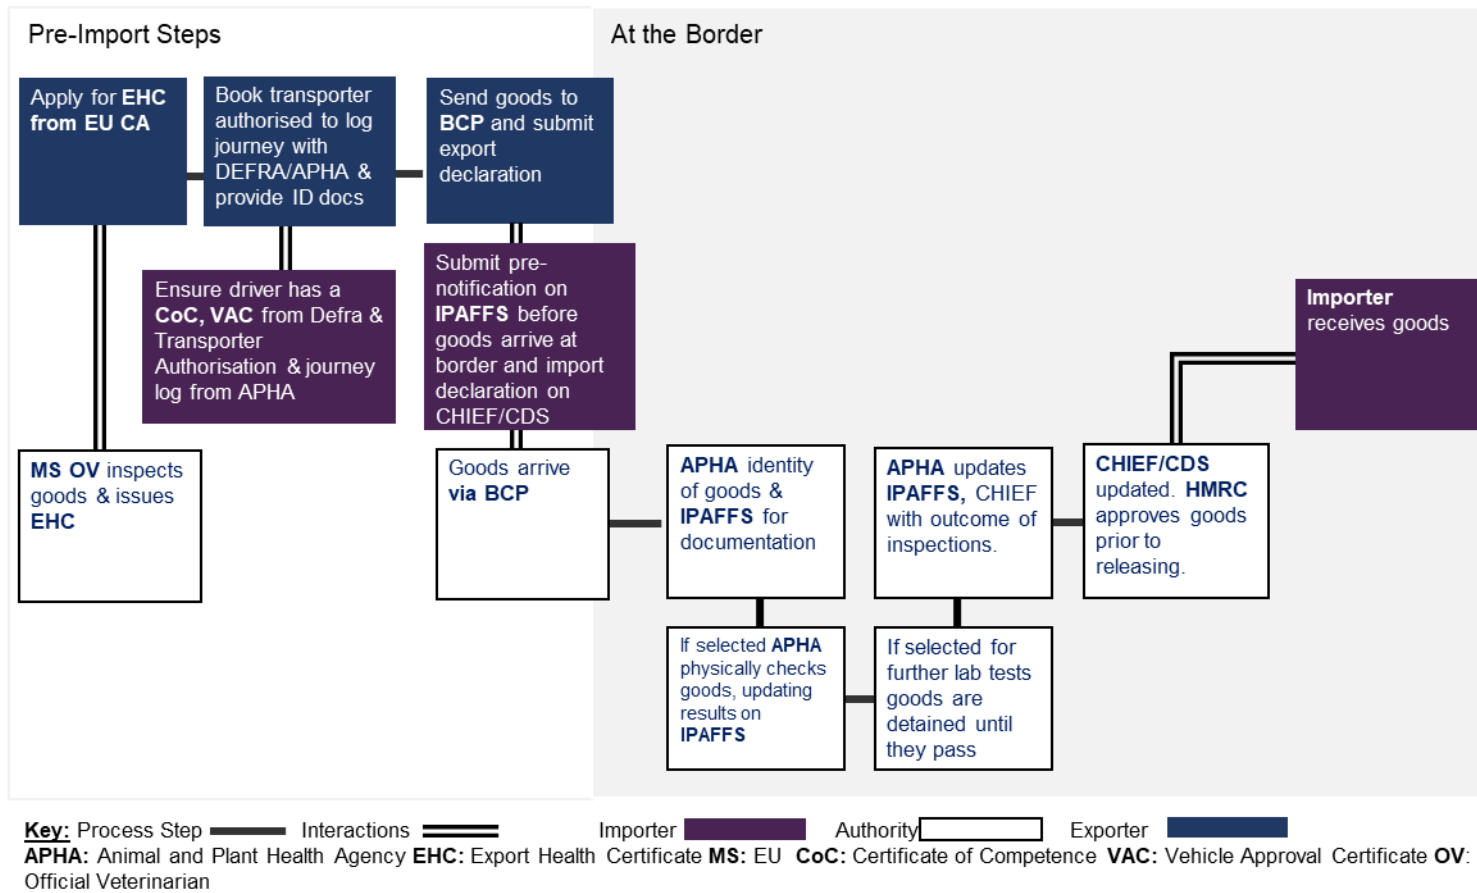 Pre-Import Steps
At the Border
Apply for EHC
from EU CA
Book transporter
authorised to log
journey with
DEFRA/APHA &
provide ID docs
Send goods to
BCP and submit
export
declaration
Ensure driver has a
CoC, VAC from Defra &
Transporter
Authorisation & journey
log from APHA
Submit pre-
notification on
IPAFFS before
goods arrive at
border and import
declaration on
CHIEF/CDS
Importer
receives goods
MS OV inspects
goods & issues
EHC
Goods arrive
via BCP
APHA identity
of goods &
IPAFFS for
documentation
APHA updates
IPAFFS, CHIEF
with outcome of
inspections.
CHIEF/CDS
updated. HMRC
approves goods
prior to
releasing.
If selected APHA
physically checks
goods, updating
results on
IPAFFS
If selected for
further lab tests
goods are
detained until
they pass
Key: Process Step Interactions Importer Authority Exporter
APHA: Animal and Plant Health Agency EHC: Export Health Certificate MS: EU CoC: Certificate of Competence VAC: Vehicle Approval Certificate OV:
Official Veterinarian